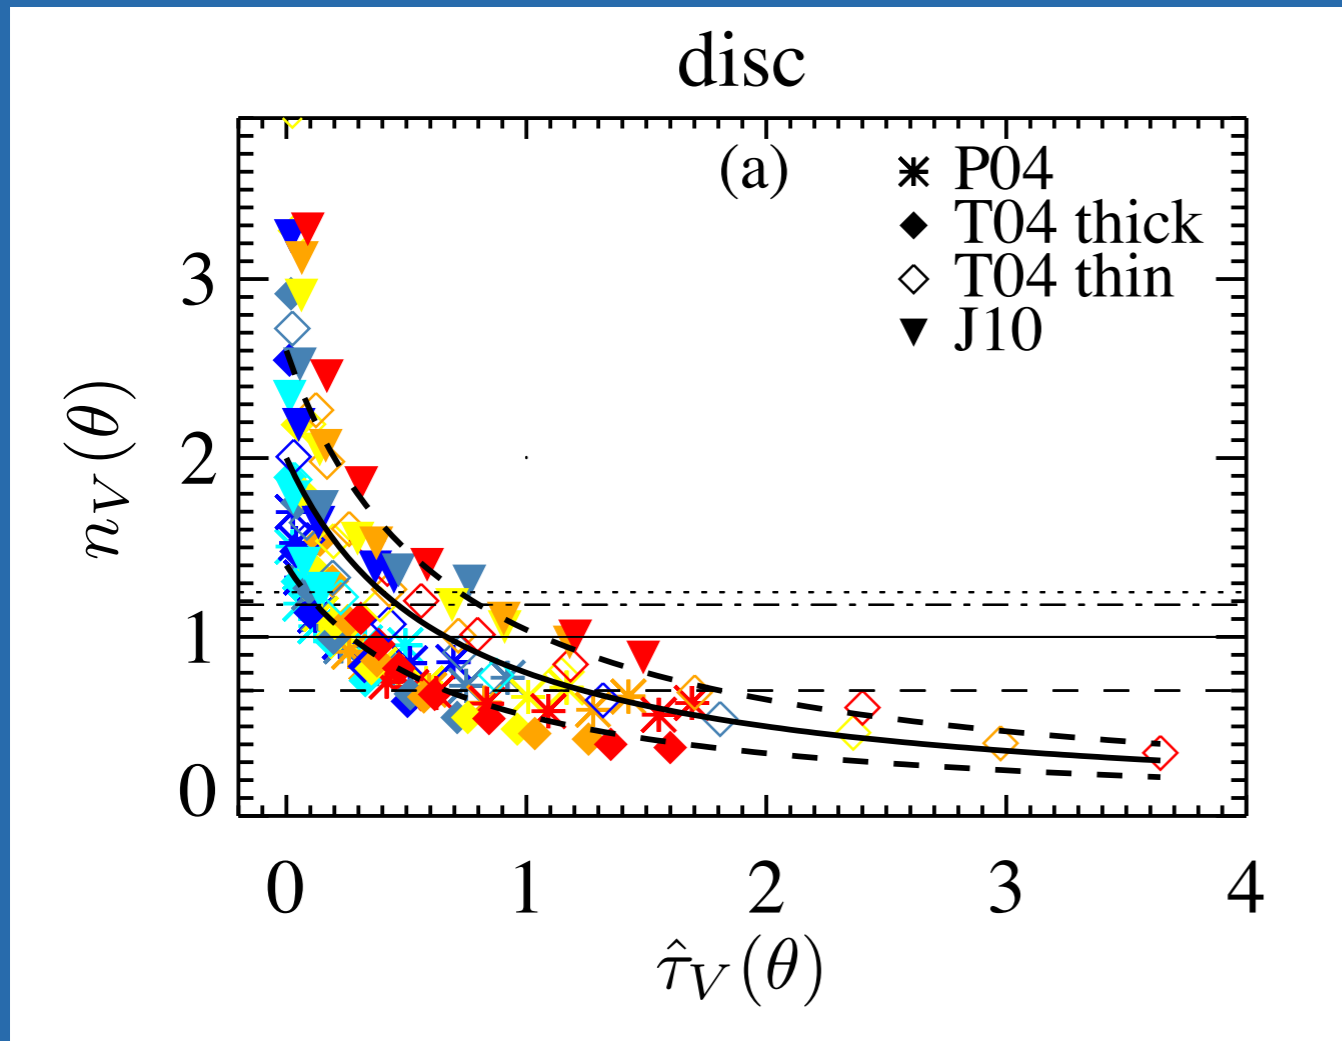 disc
(a)
P04
T04 thick
T04 thin
J10
n_V(θ)
3
2
1
0
0 1 2 3 4
τ̂_V(θ)